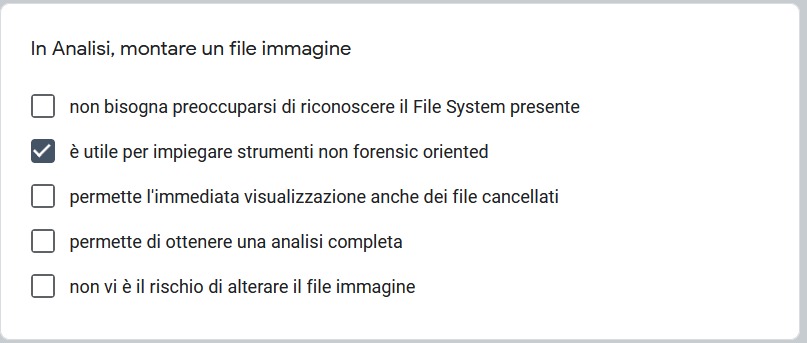 In Analisi, montare un file immagine
non bisogna preoccuparsi di riconoscere il File System presente
è utile per impiegare strumenti non forensic oriented
permette l'immediata visualizzazione anche dei file cancellati
permette di ottenere una analisi completa
non vi è il rischio di alterare il file immagine